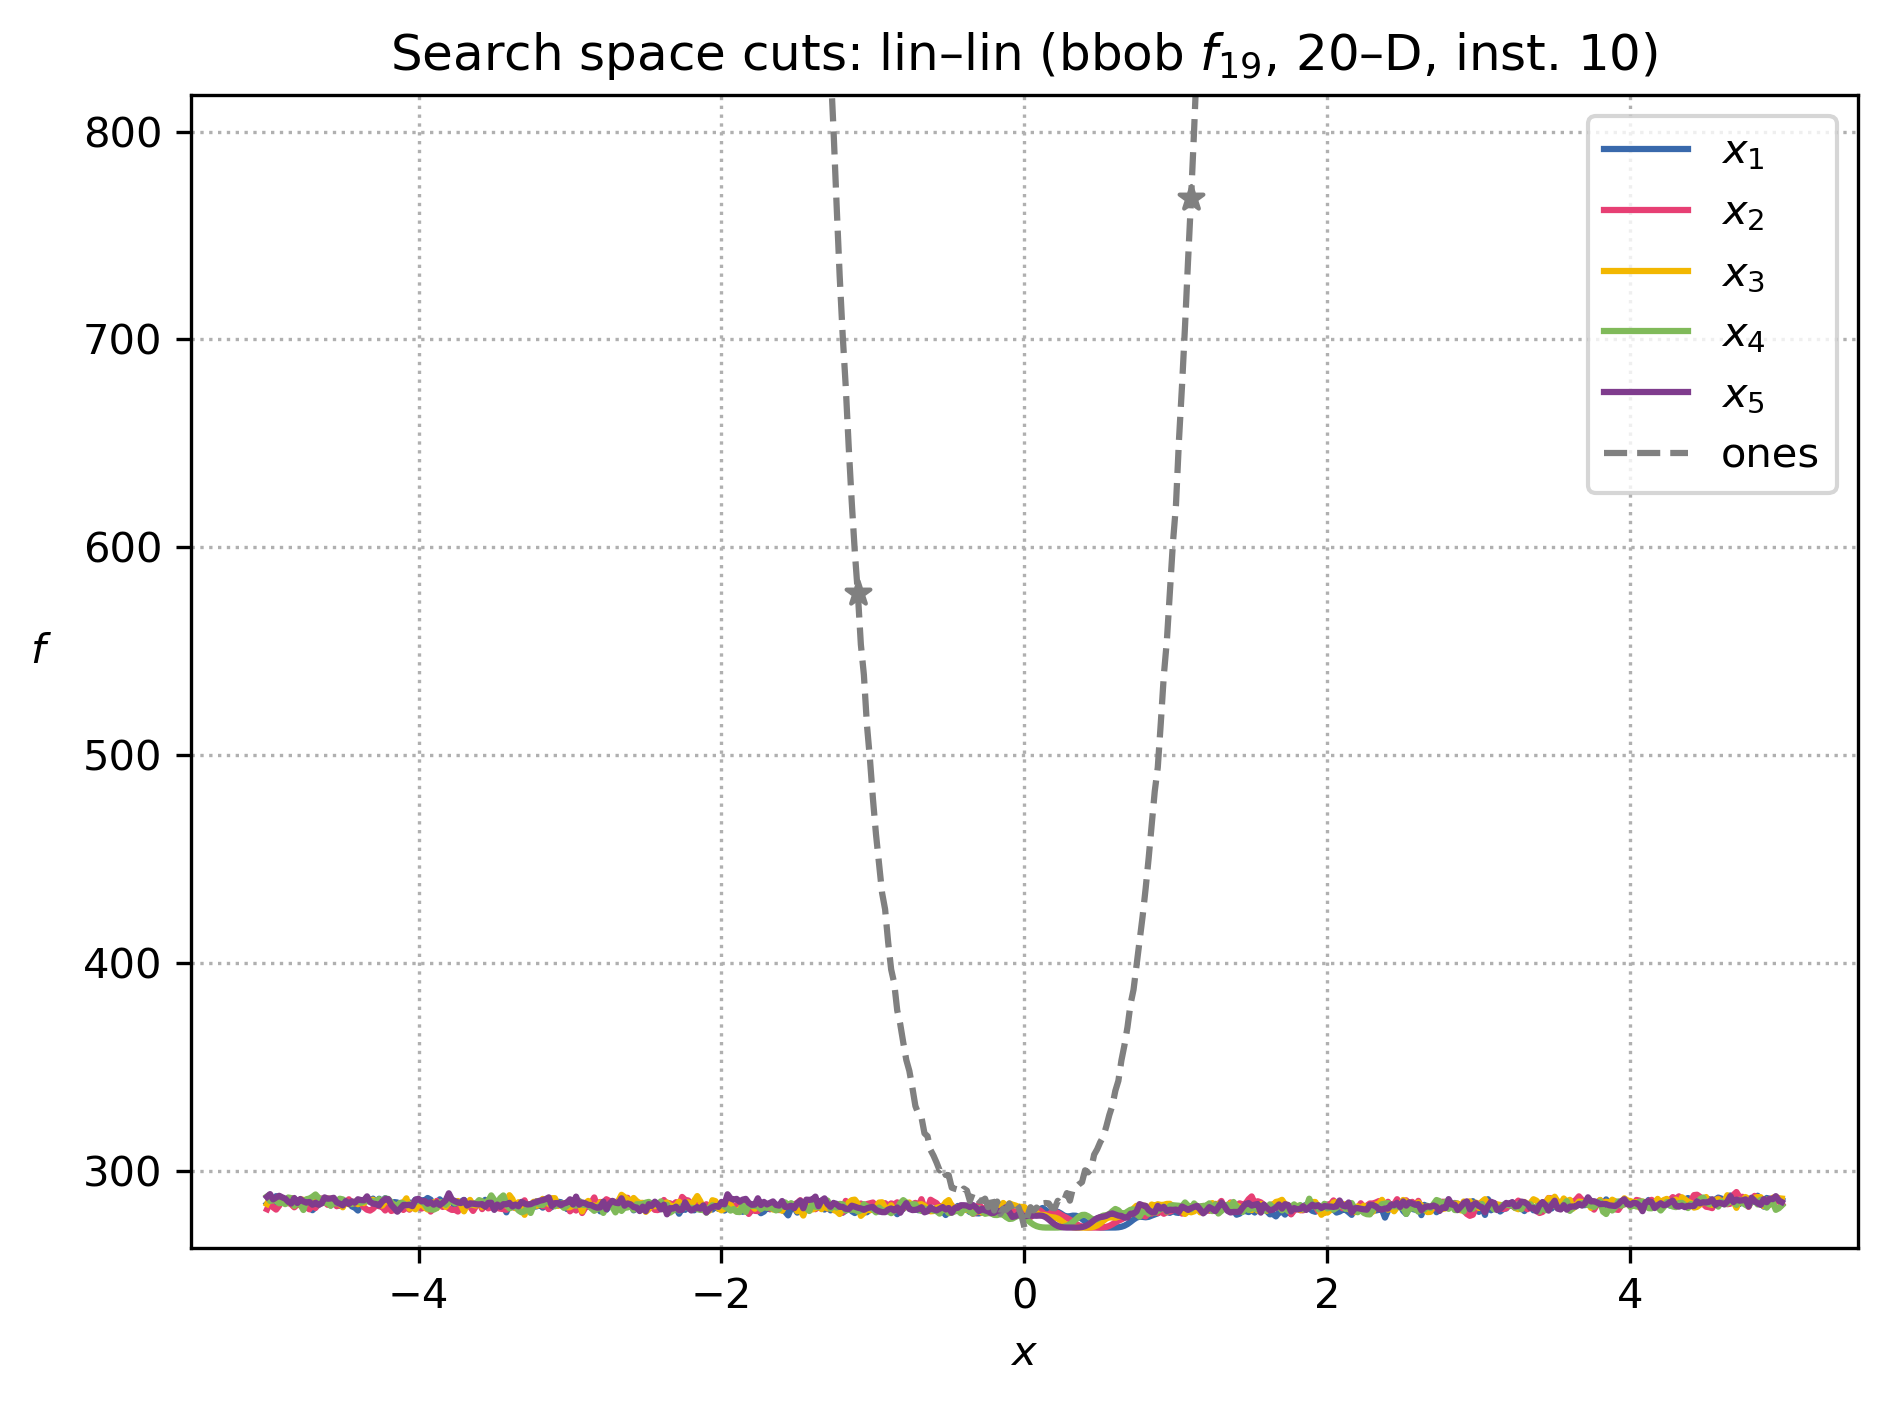 Search space cuts: lin–lin (bbob f19, 20–D, inst. 10)
800
700
600
500
400
300
f
−4
−2
0
2
4
x
x1
x2
x3
x4
x5
ones